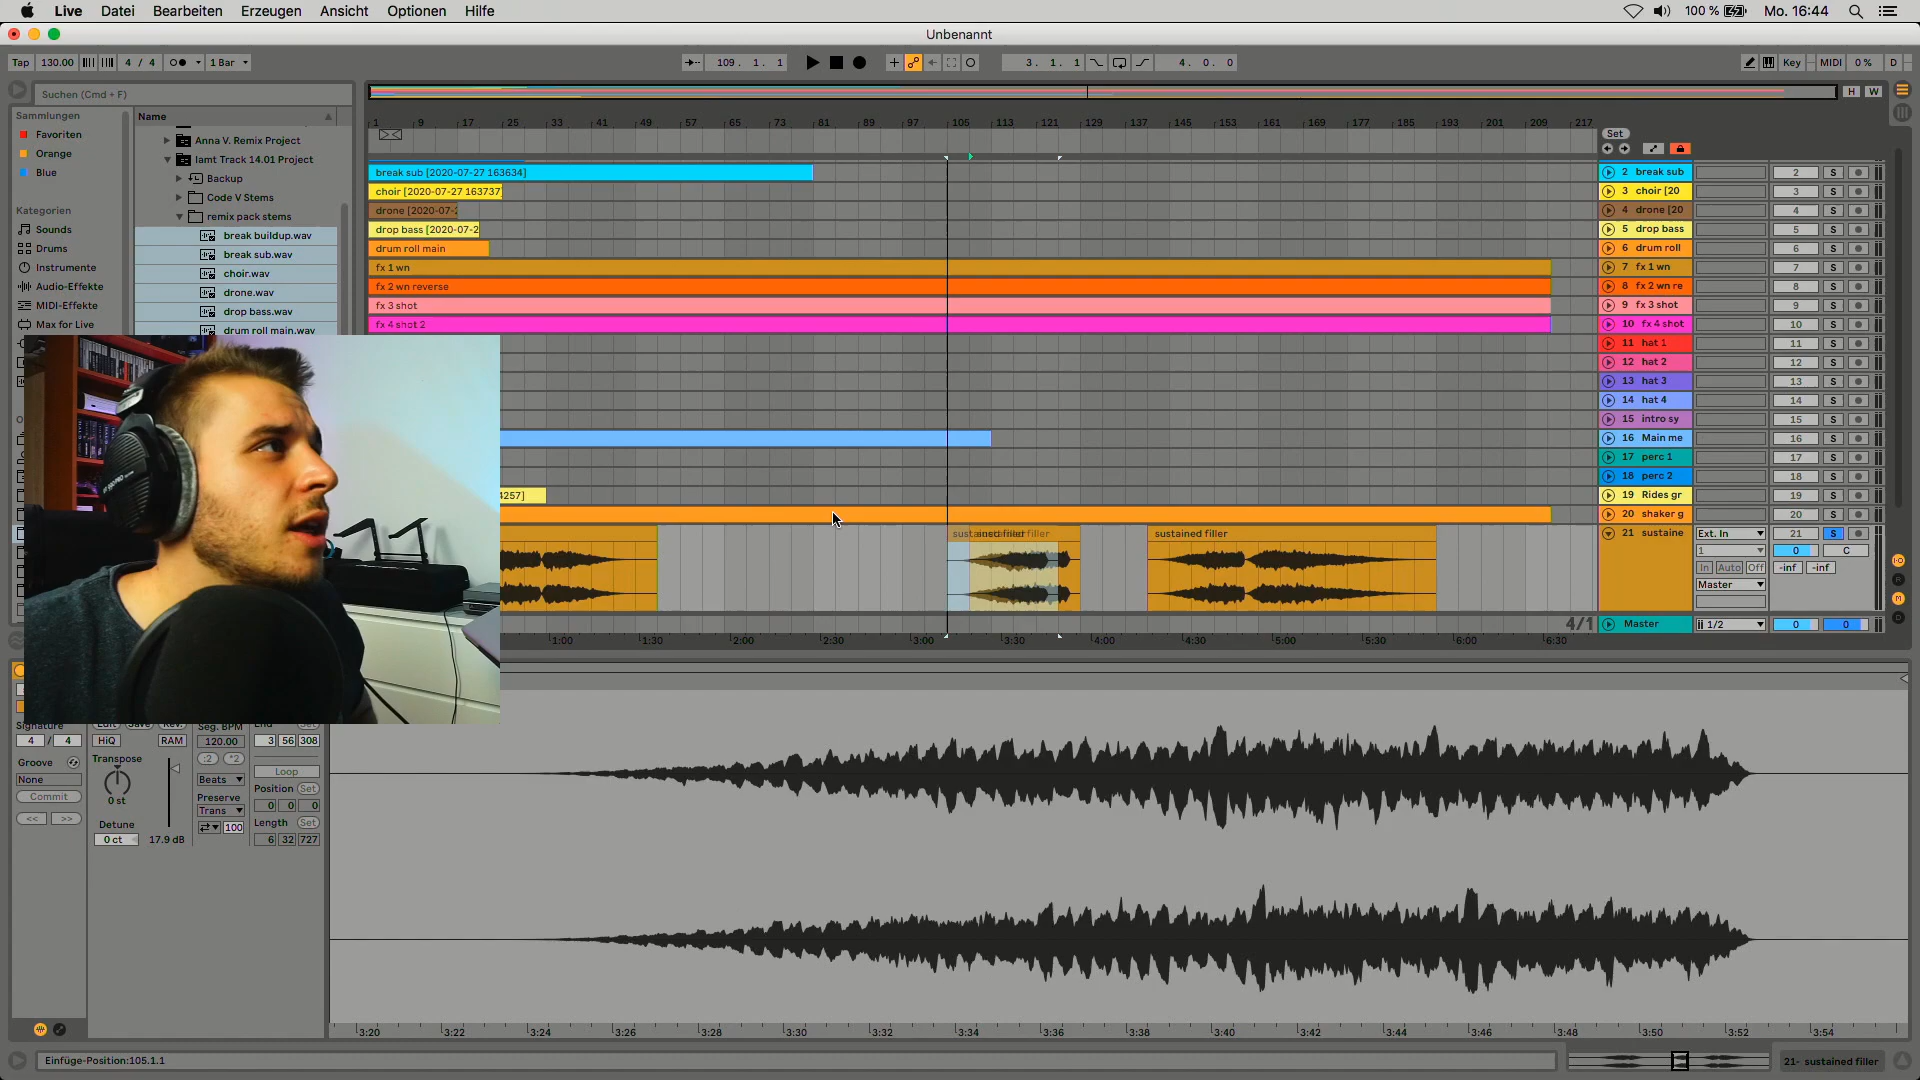 Live Datei Bearbeiten Erzeugen Ansicht Optionen Hilfe 100 % Mo. 16:44
Unbenannt
Tap 130.00 4 / 4 1 Bar 109. 1. 1 3. 1. 1 4. 0. 0 Key MIDI 0 % D
Suchen (Cmd + F)
H W
Sammlungen
Favoriten
Orange
Blue
Kategorien
Sounds
Drums
Instrumente
Audio-Effekte
MIDI-Effekte
Max for Live
Name
Anna V. Remix Project
Iamt Track 14.01 Project
Backup
Code V Stems
remix pack stems
break buildup.wav
break sub.wav
choir.wav
drone.wav
drop bass.wav
drum roll main.wav
1 9 17 25 33 41 49 57 65 73 81 89 97 105 113 121 129 137 145 153 161 169 177 185 193 201 209 217
Set
break sub [2020-07-27 163634]
choir [2020-07-27 163737]
drone [2020-07-2
drop bass [2020-07-2
drum roll main
fx 1 wn
fx 2 wn reverse
fx 3 shot
fx 4 shot 2
4257]
sustained filler
sustained filler
2 break sub 2 S
3 choir [20 3 S
4 drone [20 4 S
5 drop bass 5 S
6 drum roll 6 S
7 fx 1 wn 7 S
8 fx 2 wn re 8 S
9 fx 3 shot 9 S
10 fx 4 shot 10 S
11 hat 1 11 S
12 hat 2 12 S
13 hat 3 13 S
14 hat 4 14 S
15 intro sy 15 S
16 Main me 16 S
17 perc 1 17 S
18 perc 2 18 S
19 Rides gr 19 S
20 shaker g 20 S
21 sustaine Ext. In 21 S
1 0 C
In Auto Off -inf -inf
Master
4/1 Master 1/2 0 0
1:00 1:30 2:00 2:30 3:00 3:30 4:00 4:30 5:00 5:30 6:00 6:30
Signature
4 / 4
Groove
None
Commit
<< >>
Edit Save Rev.
HiQ RAM
Transpose
0 st
Detune
0 ct 17.9 dB
Seg. BPM
120.00
:2 *2
Beats
Preserve
Trans
100
End Set
3 56 308
Loop
Position Set
0 0 0
Length Set
6 32 727
3:20 3:22 3:24 3:26 3:28 3:30 3:32 3:34 3:36 3:38 3:40 3:42 3:44 3:46 3:48 3:50 3:52 3:54
Einfüge-Position:105.1.1
21- sustained filler